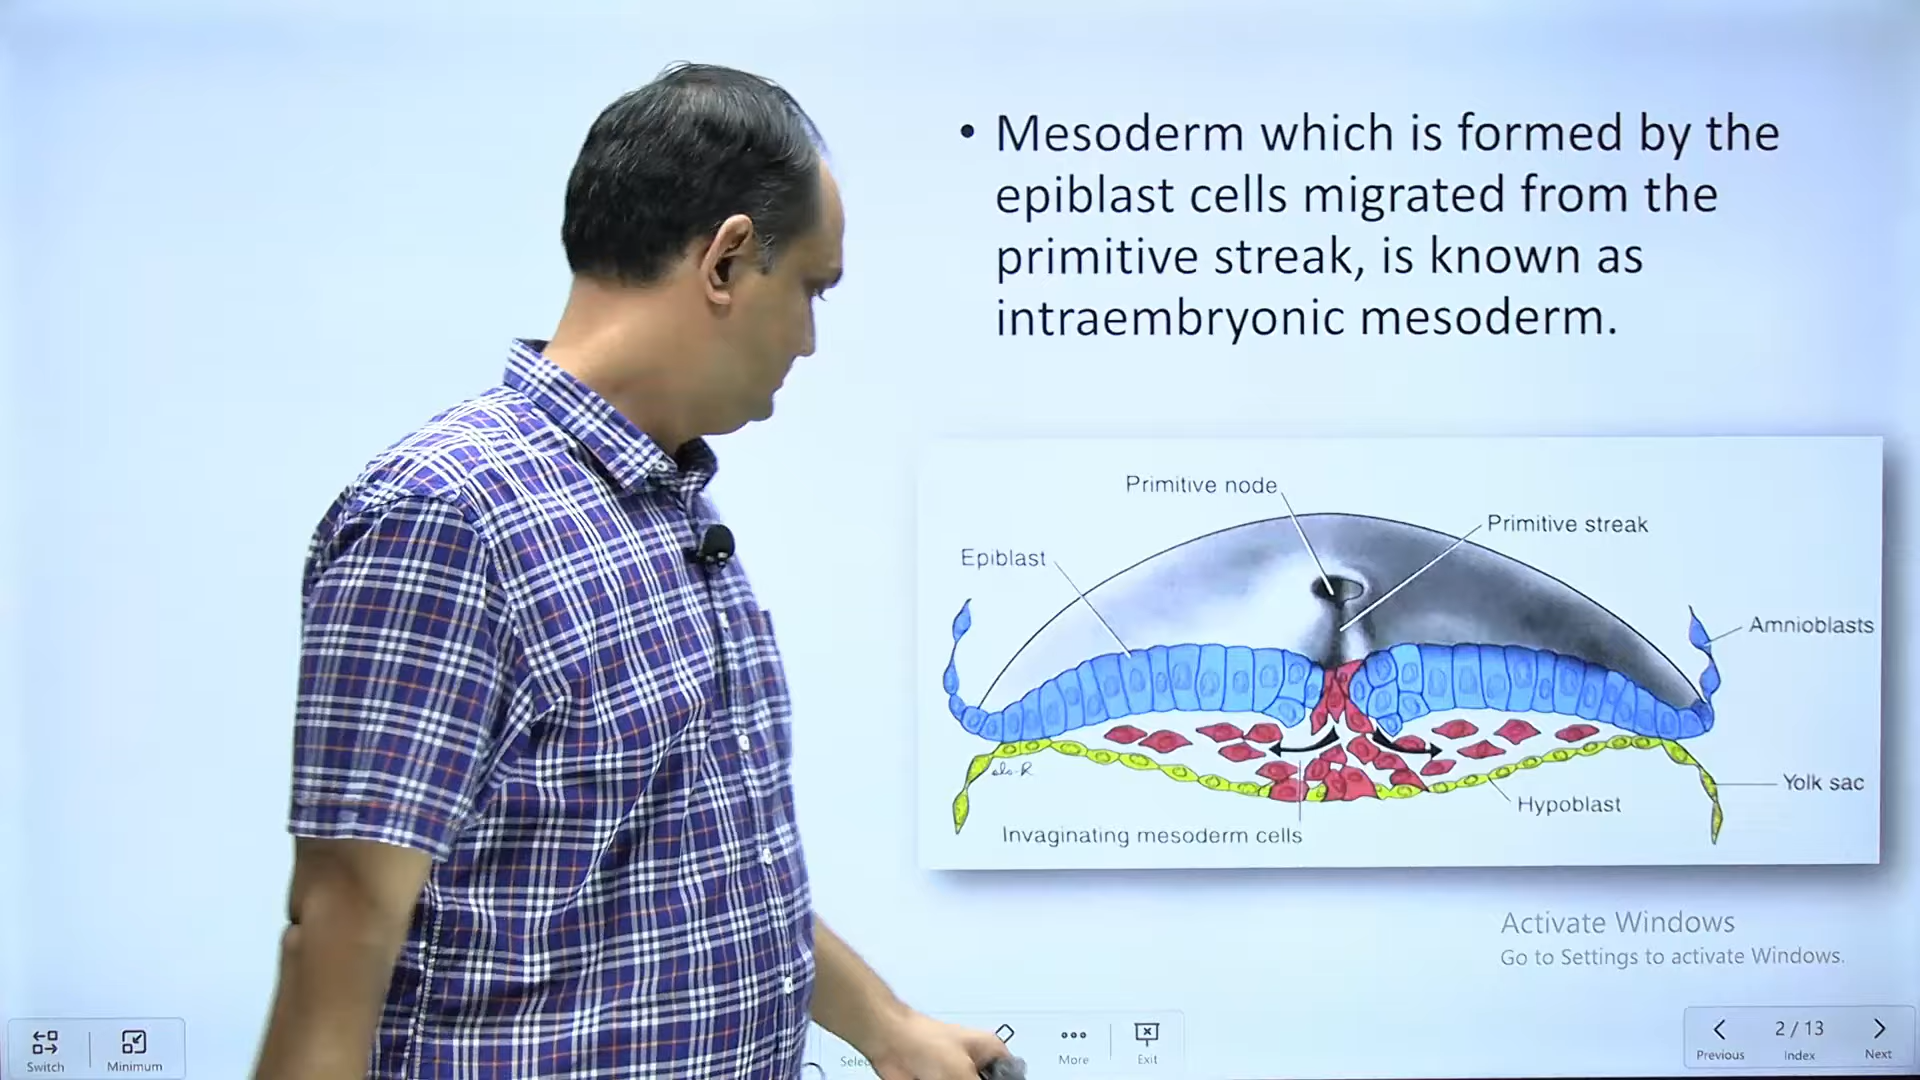 • Mesoderm which is formed by the
epiblast cells migrated from the
primitive streak, is known as
intraembryonic mesoderm.
Primitive node
Primitive streak
Epiblast
Amnioblasts
Yolk sac
Hypoblast
Invaginating mesoderm cells
Activate Windows
Go to Settings to activate Windows.
Switch
Minimum
More
Exit
Previous
2 / 13
Index
Next